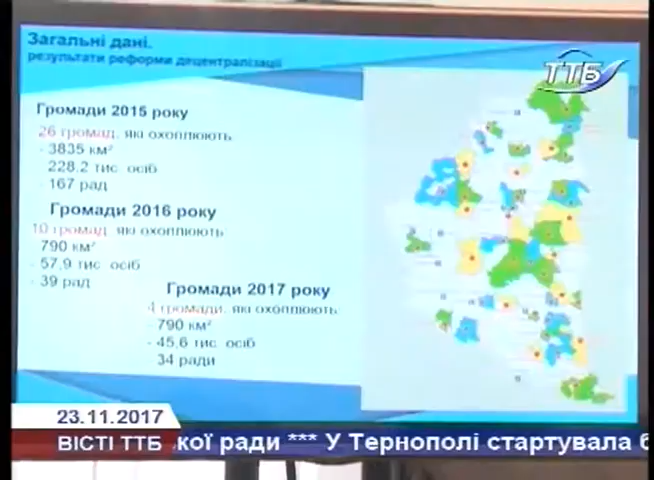 Загальні дані.
результати реформи децентралізації
ТТБ
Громади 2015 року
26 громад, які охоплюють
- 3835 км²
228,2 тис. осіб
- 167 рад
Громади 2016 року
10 громад, які охоплюють
790 км²
- 57,9 тис. осіб
- 39 рад
Громади 2017 року
4 громади, які охоплюють
- 790 км²
- 45,6 тис. осіб
34 ради
23.11.2017
ВІСТІ ТТБ кої ради *** У Тернополі стартувала